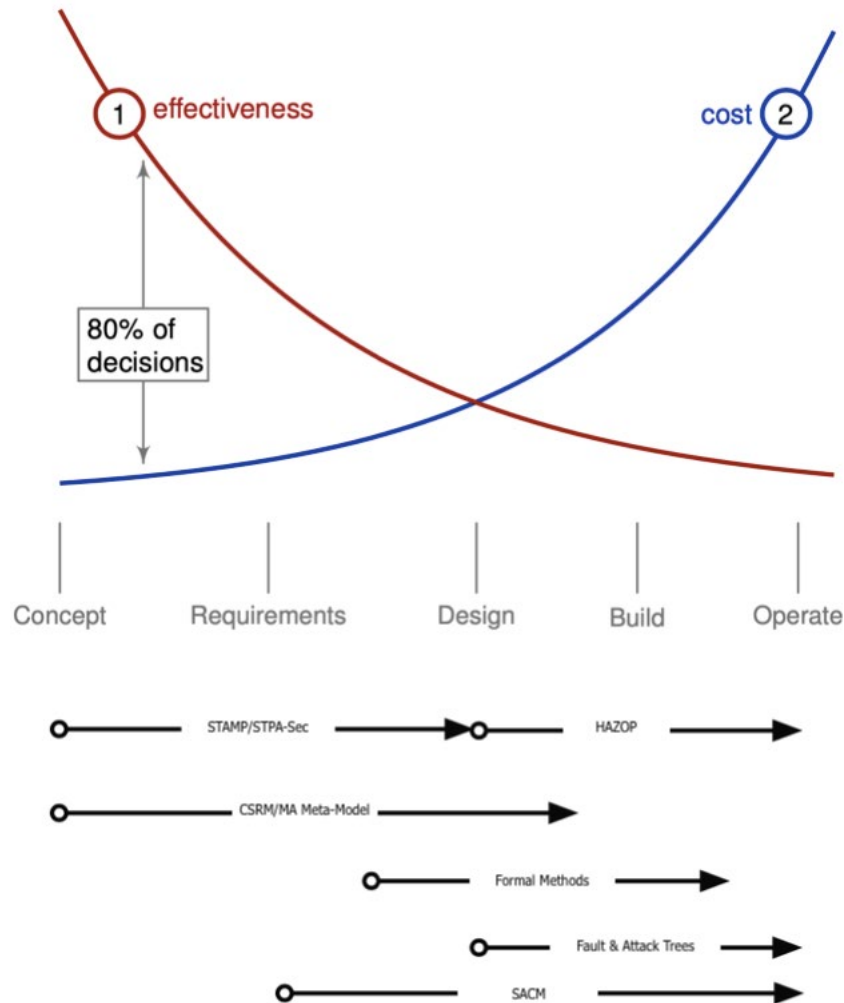 1 effectiveness
cost 2
80% of
decisions
Concept Requirements Design Build Operate
STAMP/STPA-Sec HAZOP
CSRM/MA Meta-Model
Formal Methods
Fault & Attack Trees
SACM